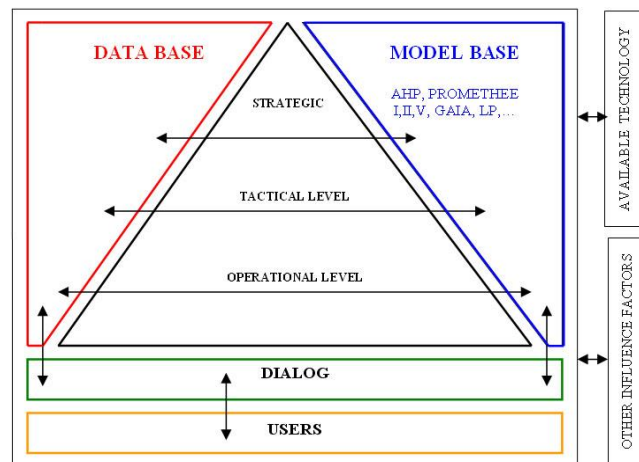 DATA BASE
MODEL BASE
AHP, PROMETHEE
I,II,V, GAIA, LP,...
STRATEGIC
TACTICAL LEVEL
OPERATIONAL LEVEL
DIALOG
USERS
AVAILABLE TECHNOLOGY
OTHER INFLUENCE FACTORS